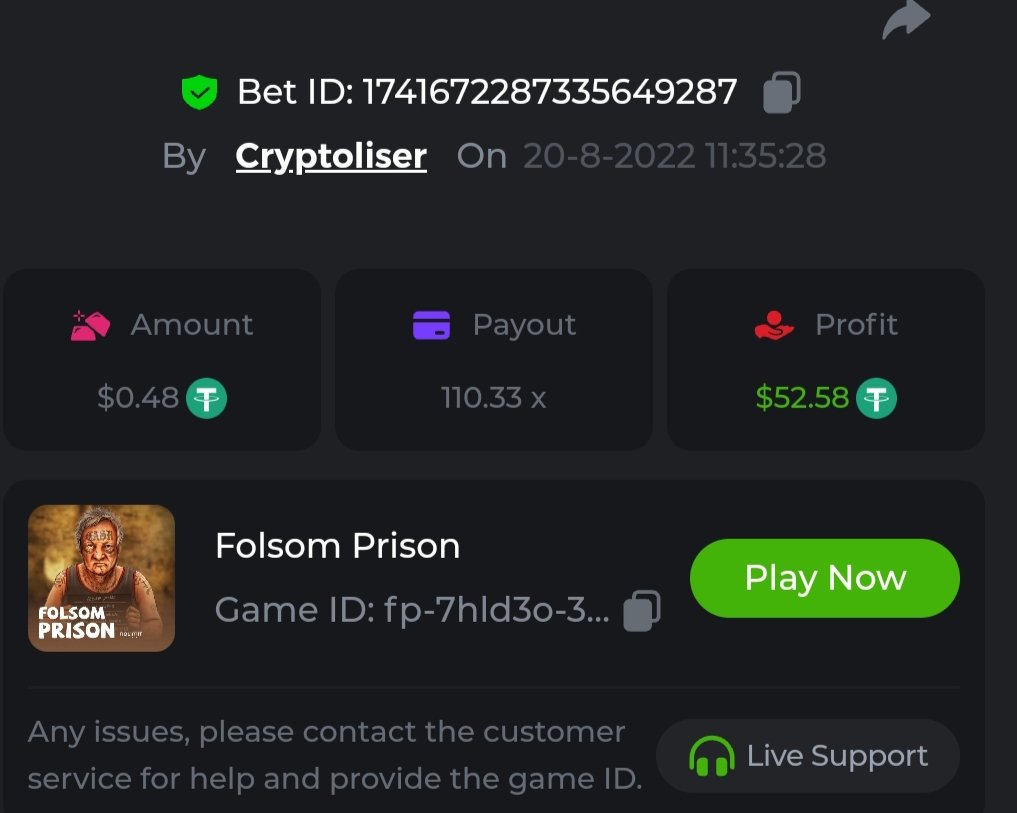 Bet ID: 1741672287335649287
By Cryptoliser On 20-8-2022 11:35:28
Amount
Payout
Profit
$0.48
110.33 x
$52.58
Folsom Prison
Game ID: fp-7hld3o-3...
Play Now
FOLSOM
PRISON
Any issues, please contact the customer
service for help and provide the game ID.
Live Support